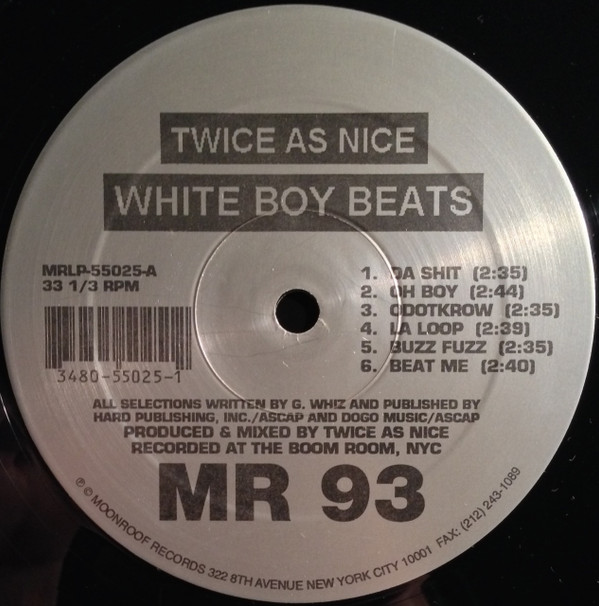 TWICE AS NICE
WHITE BOY BEATS
MRLP-55025-A
33 1/3 RPM
3480-55025-1
1. DA SHIT (2:35)
2. OH BOY (2:44)
3. ODOTKROW (2:35)
4. LA LOOP (2:39)
5. BUZZ FUZZ (2:35)
6. BEAT ME (2:40)
ALL SELECTIONS WRITTEN BY G. WHIZ AND PUBLISHED BY
HARD PUBLISHING, INC./ASCAP AND DOGO MUSIC/ASCAP
PRODUCED & MIXED BY TWICE AS NICE
RECORDED AT THE BOOM ROOM, NYC
MR 93
℗ © MOONROOF RECORDS 322 8TH AVENUE NEW YORK CITY 10001 FAX: (212) 243-1089